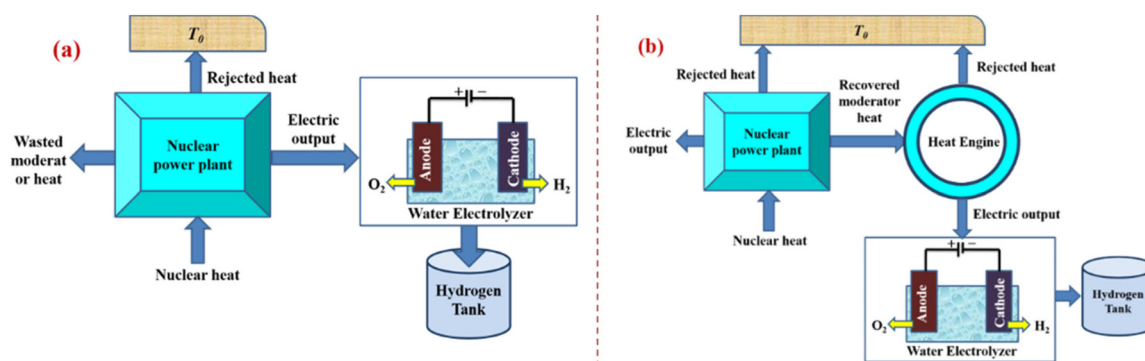 (a)
T0
Rejected heat
Wasted
moderat
or heat
Nuclear
power plant
Electric
output
Nuclear heat
+ −
Anode
Cathode
O2
H2
Water Electrolyzer
Hydrogen
Tank
(b)
T0
Rejected heat
Rejected heat
Electric
output
Nuclear
power plant
Recovered
moderator
heat
Heat Engine
Nuclear heat
Electric output
+ −
Anode
Cathode
O2
H2
Water Electrolyzer
Hydrogen
Tank